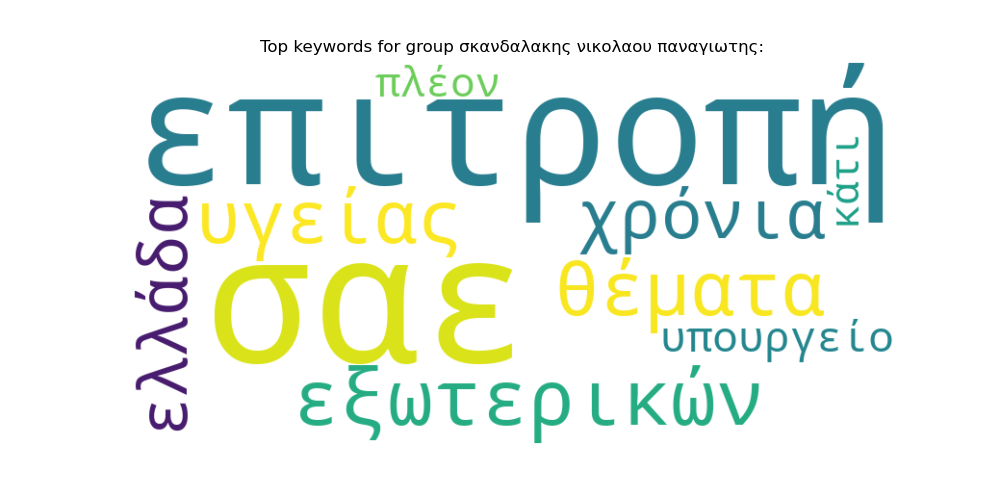 Top keywords for group σκανδαλακης νικολαου παναγιωτης:
πλέον
επιτροπή
κάτι
ελλάδα
υγείας
χρόνια
σαε
θέματα
υπουργείο
εξωτερικών